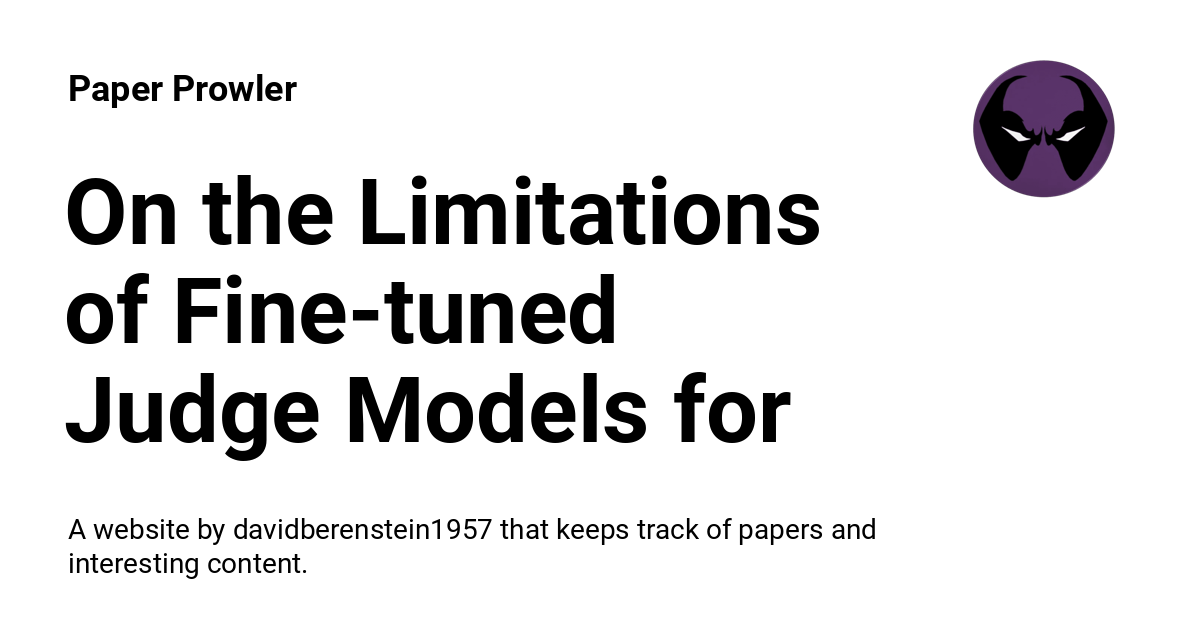 Paper Prowler
On the Limitations
of Fine-tuned
Judge Models for
A website by davidberenstein1957 that keeps track of papers and
interesting content.